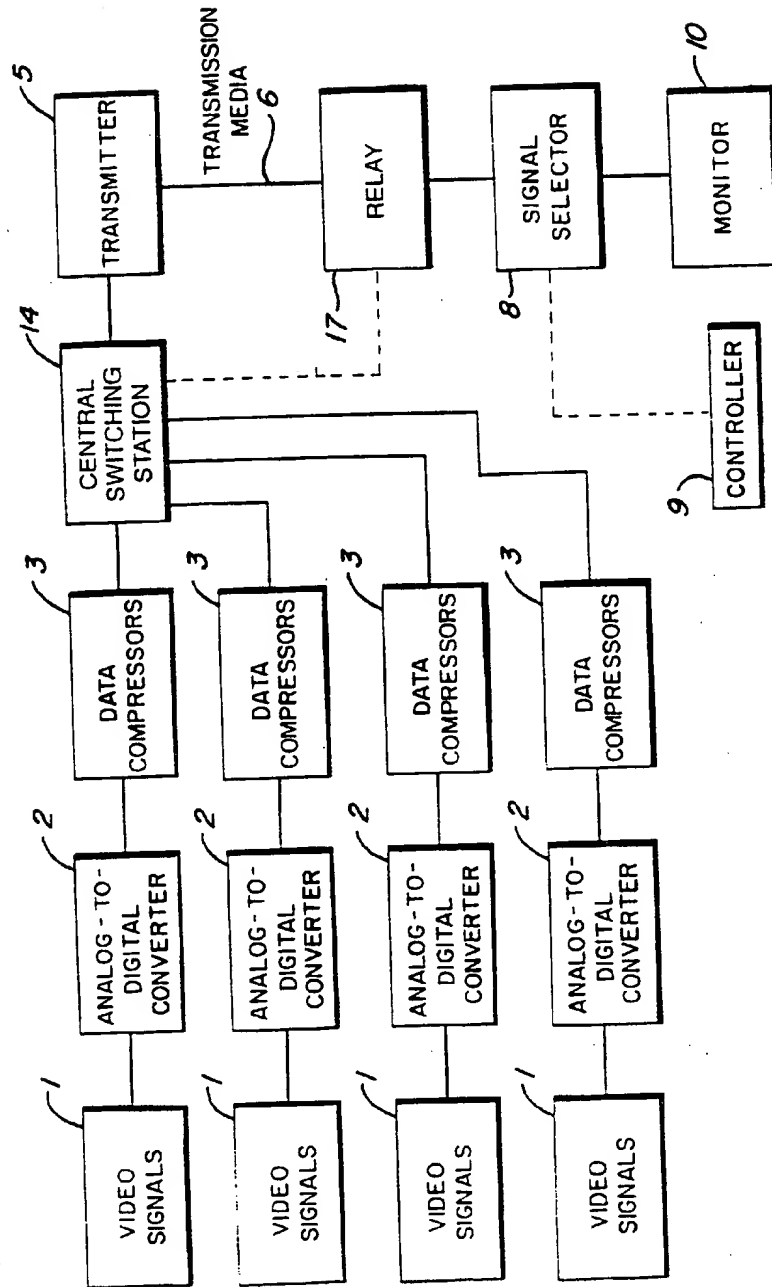 1
VIDEO
SIGNALS
2
ANALOG-TO-
DIGITAL
CONVERTER
3
DATA
COMPRESSORS
14
CENTRAL
SWITCHING
STATION
5
TRANSMITTER
1
VIDEO
SIGNALS
2
ANALOG-TO-
DIGITAL
CONVERTER
3
DATA
COMPRESSORS
TRANSMISSION
MEDIA
6
1
VIDEO
SIGNALS
2
ANALOG-TO-
DIGITAL
CONVERTER
3
DATA
COMPRESSORS
17
RELAY
1
VIDEO
SIGNALS
2
ANALOG-TO-
DIGITAL
CONVERTER
3
DATA
COMPRESSORS
8
SIGNAL
SELECTOR
9
CONTROLLER
10
MONITOR